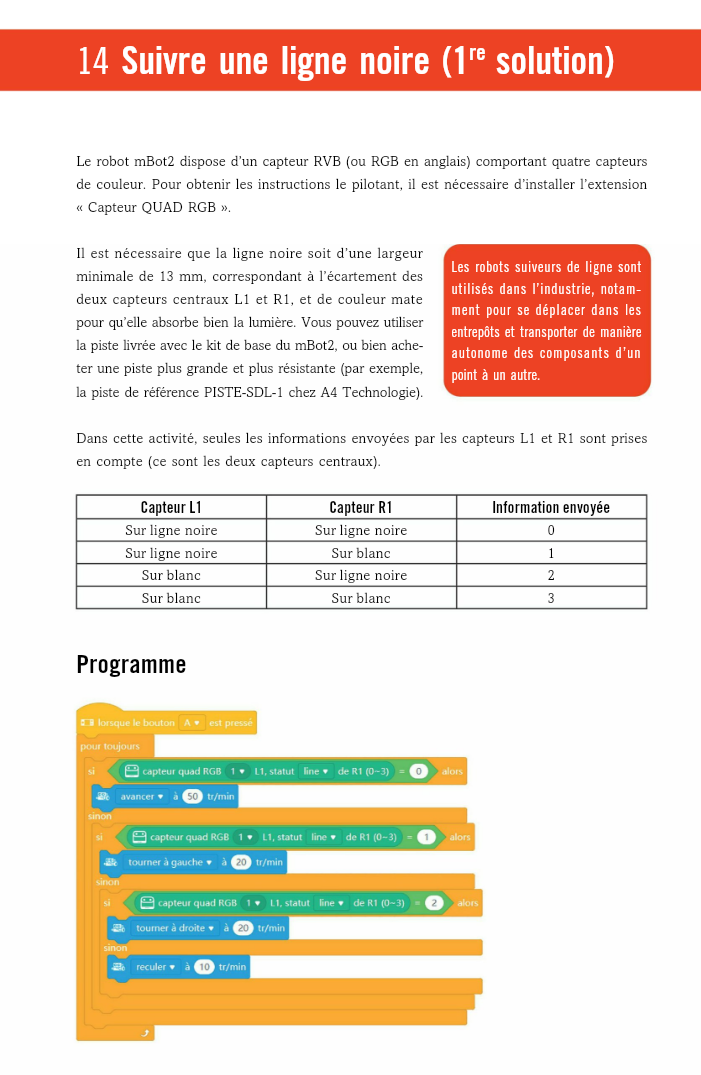 14 Suivre une ligne noire (1re solution)
Le robot mBot2 dispose d'un capteur RVB (ou RGB en anglais) comportant quatre capteurs
de couleur. Pour obtenir les instructions le pilotant, il est nécessaire d'installer l'extension
« Capteur QUAD RGB ».
Il est nécessaire que la ligne noire soit d'une largeur
minimale de 13 mm, correspondant à l'écartement des
deux capteurs centraux L1 et R1, et de couleur mate
pour qu'elle absorbe bien la lumière. Vous pouvez utiliser
la piste livrée avec le kit de base du mBot2, ou bien ache-
ter une piste plus grande et plus résistante (par exemple,
la piste de référence PISTE-SDL-1 chez A4 Technologie).
Les robots suiveurs de ligne sont
utilisés dans l'industrie, notam-
ment pour se déplacer dans les
entrepôts et transporter de manière
autonome des composants d'un
point à un autre.
Dans cette activité, seules les informations envoyées par les capteurs L1 et R1 sont prises
en compte (ce sont les deux capteurs centraux).
Capteur L1 Capteur R1 Information envoyée
Sur ligne noire Sur ligne noire 0
Sur ligne noire Sur blanc 1
Sur blanc Sur ligne noire 2
Sur blanc Sur blanc 3
Programme
lorsque le bouton A est pressé
pour toujours
si capteur quad RGB 1 L1, statut line de R1 (0~3) = 0 alors
avancer à 50 tr/min
sinon
si capteur quad RGB 1 L1, statut line de R1 (0~3) = 1 alors
tourner à gauche à 20 tr/min
sinon
si capteur quad RGB 1 L1, statut line de R1 (0~3) = 2 alors
tourner à droite à 20 tr/min
sinon
reculer à 10 tr/min